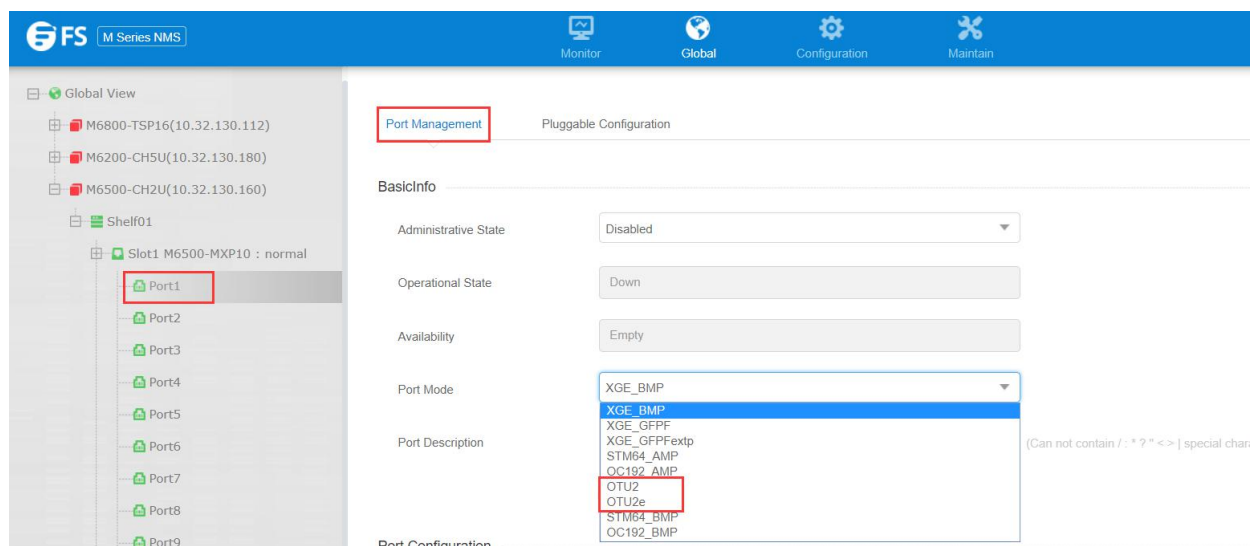 FS M Series NMS
Monitor
Global
Configuration
Maintain
Global View
M6800-TSP16(10.32.130.112)
M6200-CH5U(10.32.130.180)
M6500-CH2U(10.32.130.160)
Shelf01
Slot1 M6500-MXP10 : normal
Port1
Port2
Port3
Port4
Port5
Port6
Port7
Port8
Port9
Port Management
Pluggable Configuration
BasicInfo
Administrative State
Disabled
Operational State
Down
Availability
Empty
Port Mode
XGE_BMP
XGE_BMP
XGE_GFPF
XGE_GFPFextp
STM64_AMP
OC192_AMP
OTU2
OTU2e
STM64_BMP
OC192_BMP
Port Description
(Can not contain / : * ? " < > | special chara
Port Configuration